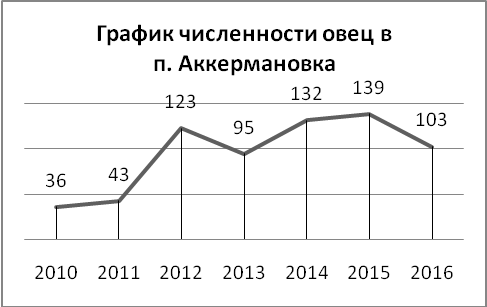 График численности овец в
п. Аккермановка
36 43 123 95 132 139 103
2010 2011 2012 2013 2014 2015 2016